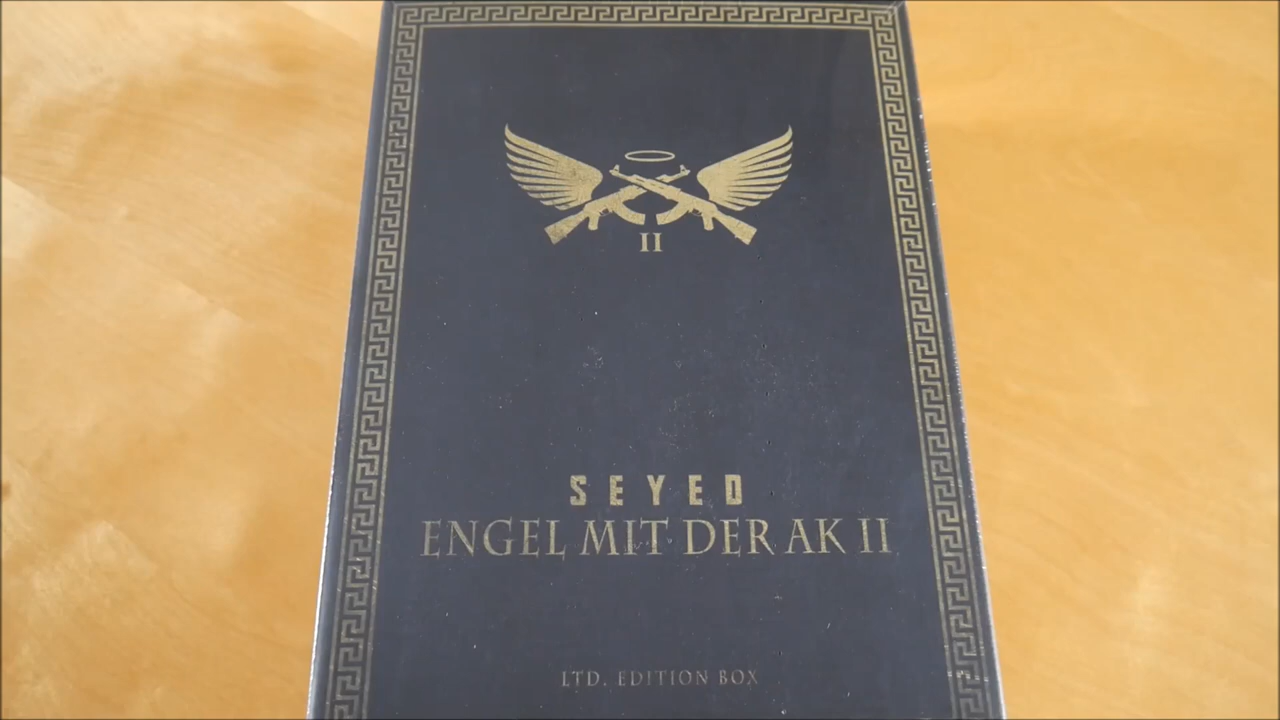 II
SEYED
ENGEL MIT DER AK II
LTD. EDITION BOX